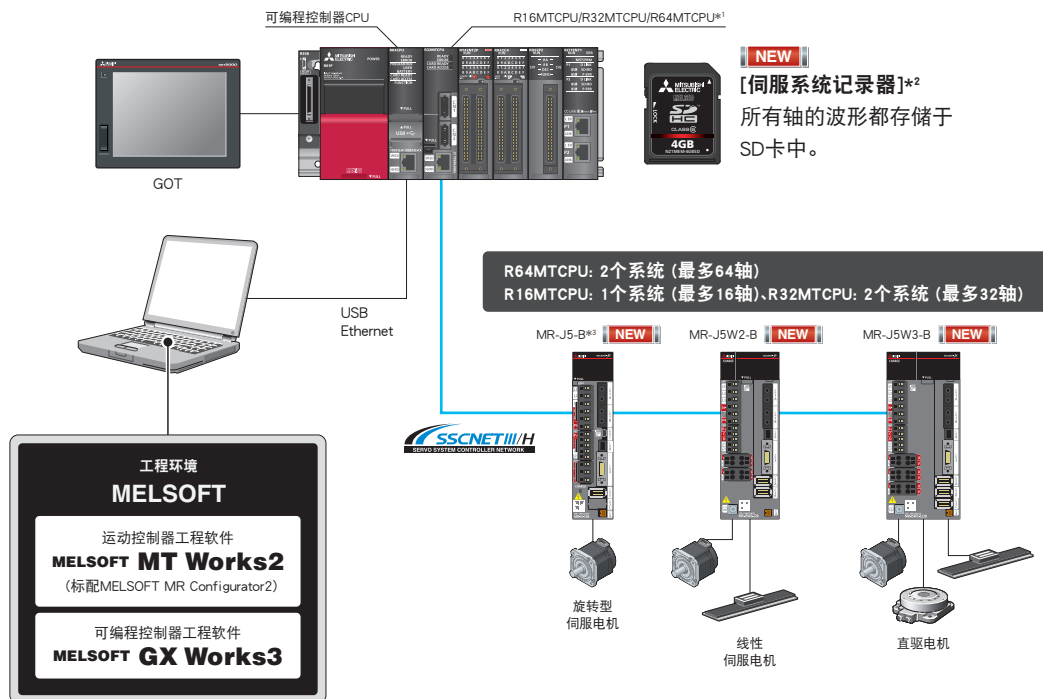 可编程控制器CPU
R16MTCPU/R32MTCPU/R64MTCPU*1
NEW
[伺服系统记录器]*2
所有轴的波形都存储于
SD卡中。
MITSUBISHI
ELECTRIC
LOCK
CLASS 6
4GB
GOT
USB
Ethernet
R64MTCPU: 2个系统 (最多64轴)
R16MTCPU: 1个系统 (最多16轴)、R32MTCPU: 2个系统 (最多32轴)
MR-J5-B*3 NEW
MR-J5W2-B NEW
MR-J5W3-B NEW
SSCNETIII/H
SERVO SYSTEM CONTROLLER NETWORK
工程环境
MELSOFT
运动控制器工程软件
MELSOFT MT Works2
(标配MELSOFT MR Configurator2)
可编程控制器工程软件
MELSOFT GX Works3
旋转型
伺服电机
线性
伺服电机
直驱电机